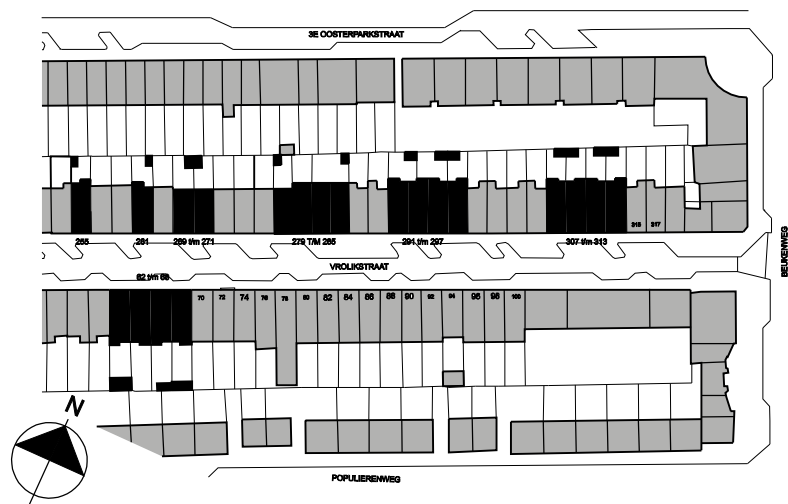 3E OOSTERPARKSTRAAT
315 317
255 261 269 t/m 271 279 T/M 285 291 t/m 297 307 t/m 313
BEUKENWEG
VROLIKSTRAAT
62 t/m 68
70 72 74 76 78 80 82 84 86 88 90 92 94 96 98 100
N
POPULIERENWEG